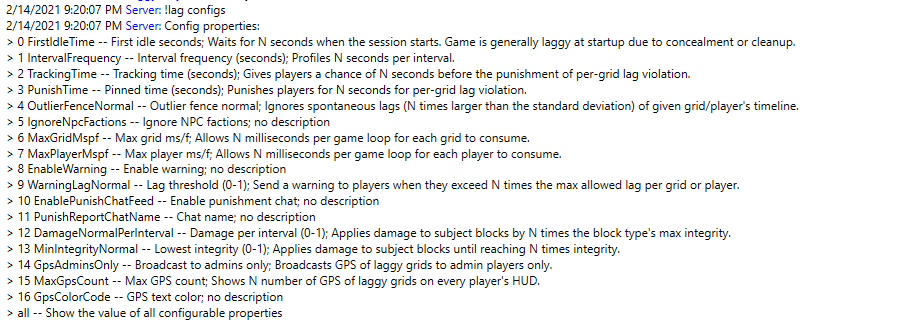 2/14/2021 9:20:07 PM Server: !lag configs
2/14/2021 9:20:07 PM Server: Config properties:
> 0 FirstIdleTime -- First idle seconds; Waits for N seconds when the session starts. Game is generally laggy at startup due to concealment or cleanup.
> 1 IntervalFrequency -- Interval frequency (seconds); Profiles N seconds per interval.
> 2 TrackingTime -- Tracking time (seconds); Gives players a chance of N seconds before the punishment of per-grid lag violation.
> 3 PunishTime -- Pinned time (seconds); Punishes players for N seconds for per-grid lag violation.
> 4 OutlierFenceNormal -- Outlier fence normal; Ignores spontaneous lags (N times larger than the standard deviation) of given grid/player's timeline.
> 5 IgnoreNpcFactions -- Ignore NPC factions; no description
> 6 MaxGridMspf -- Max grid ms/f; Allows N milliseconds per game loop for each grid to consume.
> 7 MaxPlayerMspf -- Max player ms/f; Allows N milliseconds per game loop for each player to consume.
> 8 EnableWarning -- Enable warning; no description
> 9 WarningLagNormal -- Lag threshold (0-1); Send a warning to players when they exceed N times the max allowed lag per grid or player.
> 10 EnablePunishChatFeed -- Enable punishment chat; no description
> 11 PunishReportChatName -- Chat name; no description
> 12 DamageNormalPerInterval -- Damage per interval (0-1); Applies damage to subject blocks by N times the block type's max integrity.
> 13 MinIntegrityNormal -- Lowest integrity (0-1); Applies damage to subject blocks until reaching N times integrity.
> 14 GpsAdminsOnly -- Broadcast to admins only; Broadcasts GPS of laggy grids to admin players only.
> 15 MaxGpsCount -- Max GPS count; Shows N number of GPS of laggy grids on every player's HUD.
> 16 GpsColorCode -- GPS text color; no description
> all -- Show the value of all configurable properties